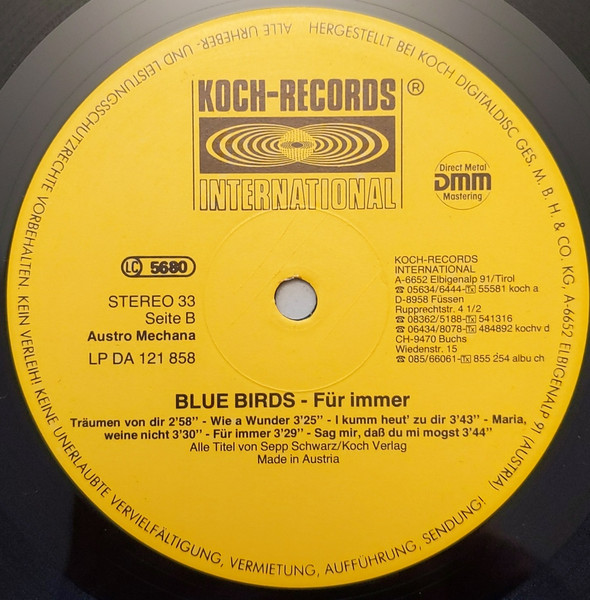 HERGESTELLT BEI KOCH DIGITALDISC GES. M. B. H. & CO. KG, A-6652 ELBIGENALP 91 (AUSTRIA)
ALLE URHEBER- UND LEISTUNGSSCHUTZRECHTE VORBEHALTEN. KEIN VERLEIH! KEINE UNERLAUBTE VERVIELFÄLTIGUNG, VERMIETUNG, AUFFÜHRUNG, SENDUNG!
KOCH-RECORDS ®
INTERNATIONAL
Direct Metal
DMM
Mastering
LC 5680
STEREO 33
Seite B
Austro Mechana
LP DA 121 858
KOCH-RECORDS
INTERNATIONAL
A-6652 Elbigenalp 91/Tirol
☎ 05634/6444-Tx 55581 koch a
D-8958 Füssen
Rupprechtstr. 4 1/2
☎ 08362/5188-Tx 541316
☎ 06434/8078-Tx 484892 kochv d
CH-9470 Buchs
Wiedenstr. 15
☎ 085/66061-Tx 855 254 albu ch
BLUE BIRDS - Für immer
Träumen von dir 2'58'' - Wie a Wunder 3'25'' - I kumm heut' zu dir 3'43'' - Maria,
weine nicht 3'30'' - Für immer 3'29'' - Sag mir, daß du mi mogst 3'44''
Alle Titel von Sepp Schwarz/Koch Verlag
Made in Austria